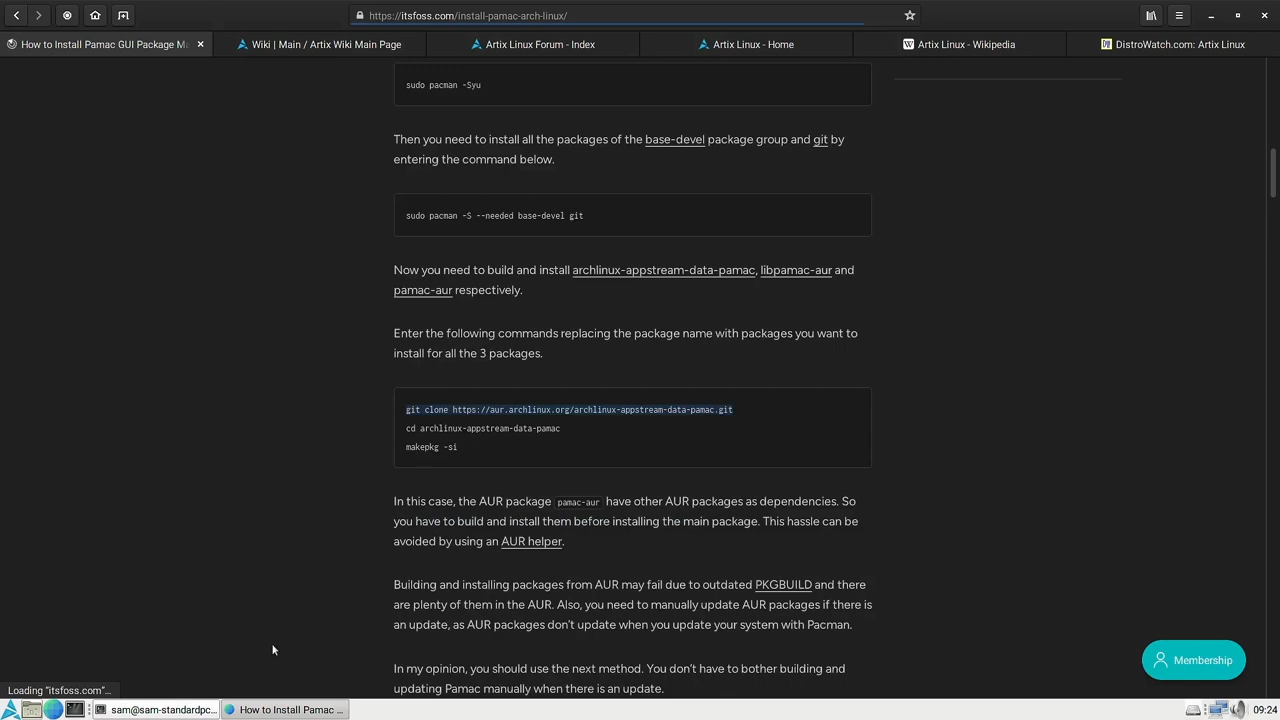 https://itsfoss.com/install-pamac-arch-linux/
How to Install Pamac GUI Package M
Wiki | Main / Artix Wiki Main Page
Artix Linux Forum - Index
Artix Linux - Home
Artix Linux - Wikipedia
DistroWatch.com: Artix Linux
sudo pacman -Syu
Then you need to install all the packages of the base-devel package group and git by
entering the command below.
sudo pacman -S --needed base-devel git
Now you need to build and install archlinux-appstream-data-pamac, libpamac-aur and
pamac-aur respectively.
Enter the following commands replacing the package name with packages you want to
install for all the 3 packages.
git clone https://aur.archlinux.org/archlinux-appstream-data-pamac.git
cd archlinux-appstream-data-pamac
makepkg -si
In this case, the AUR package pamac-aur have other AUR packages as dependencies. So
you have to build and install them before installing the main package. This hassle can be
avoided by using an AUR helper.
Building and installing packages from AUR may fail due to outdated PKGBUILD and there
are plenty of them in the AUR. Also, you need to manually update AUR packages if there is
an update, as AUR packages don't update when you update your system with Pacman.
In my opinion, you should use the next method. You don't have to bother building and
updating Pamac manually when there is an update.
Membership
Loading "itsfoss.com"...
sam@sam-standardpc...
How to Install Pamac ...
09:24